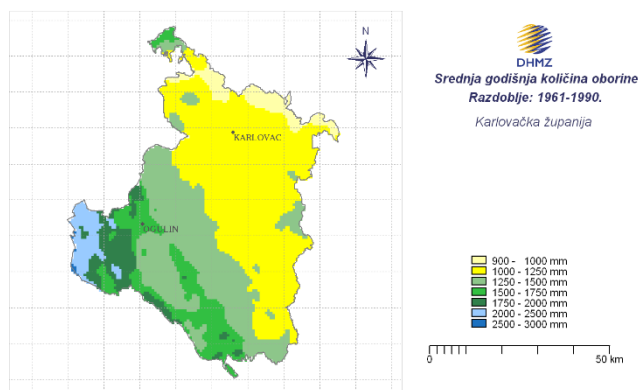 N
DHMZ
Srednja godišnja količina oborine
Razdoblje: 1961-1990.
Karlovačka županija
KARLOVAC
OGULIN
900 - 1000 mm
1000 - 1250 mm
1250 - 1500 mm
1500 - 1750 mm
1750 - 2000 mm
2000 - 2500 mm
2500 - 3000 mm
0 50 km